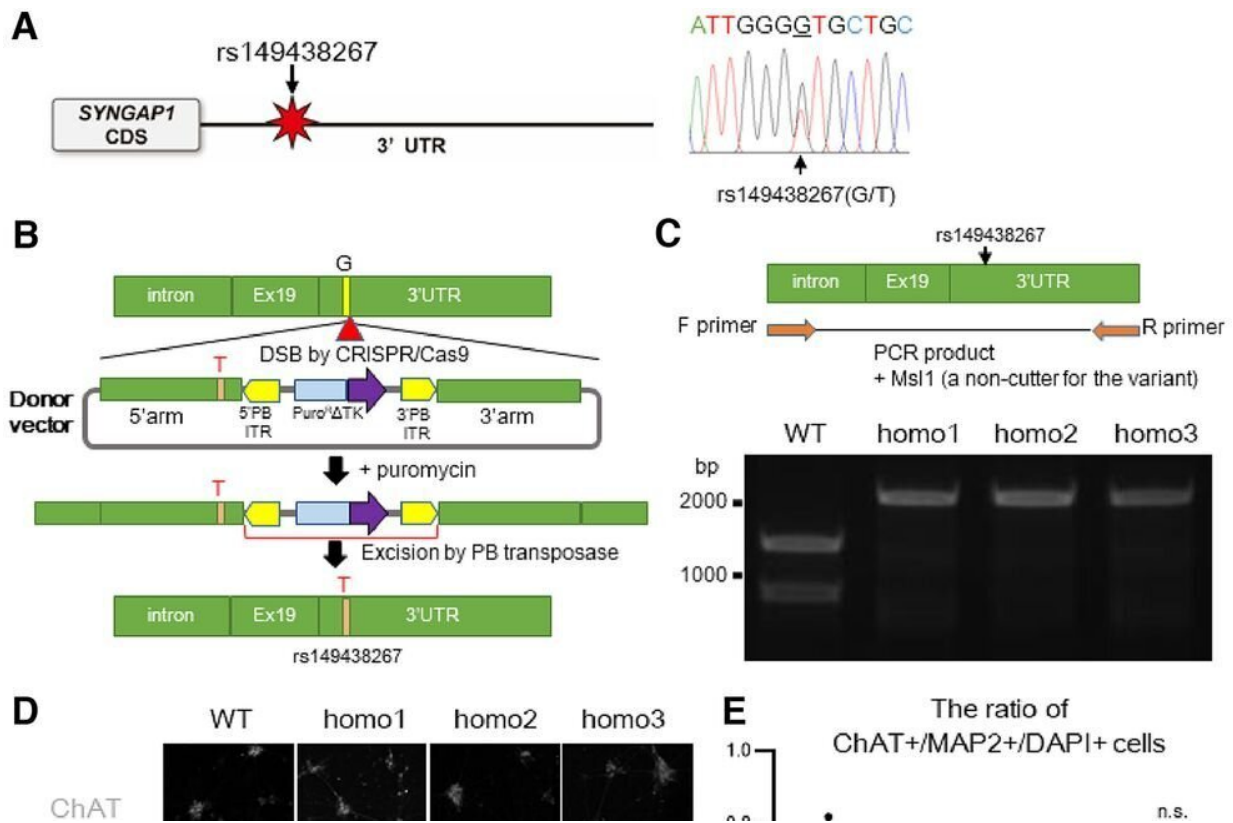 A
rs149438267
SYNGAP1
CDS
3' UTR
ATTGGGGTGCTGC
rs149438267(G/T)
B
G
intron
Ex19
3'UTR
DSB by CRISPR/Cas9
T
Donor
vector
5'arm
5'PB
ITR
PuroᴿΔTK
3'PB
ITR
3'arm
+ puromycin
T
Excision by PB transposase
T
intron
Ex19
3'UTR
rs149438267
C
rs149438267
intron
Ex19
3'UTR
F primer
R primer
PCR product
+ Msl1 (a non-cutter for the variant)
WT
homo1
homo2
homo3
bp
2000
1000
D
WT
homo1
homo2
homo3
ChAT
E
The ratio of
ChAT+/MAP2+/DAPI+ cells
1.0
n.s.